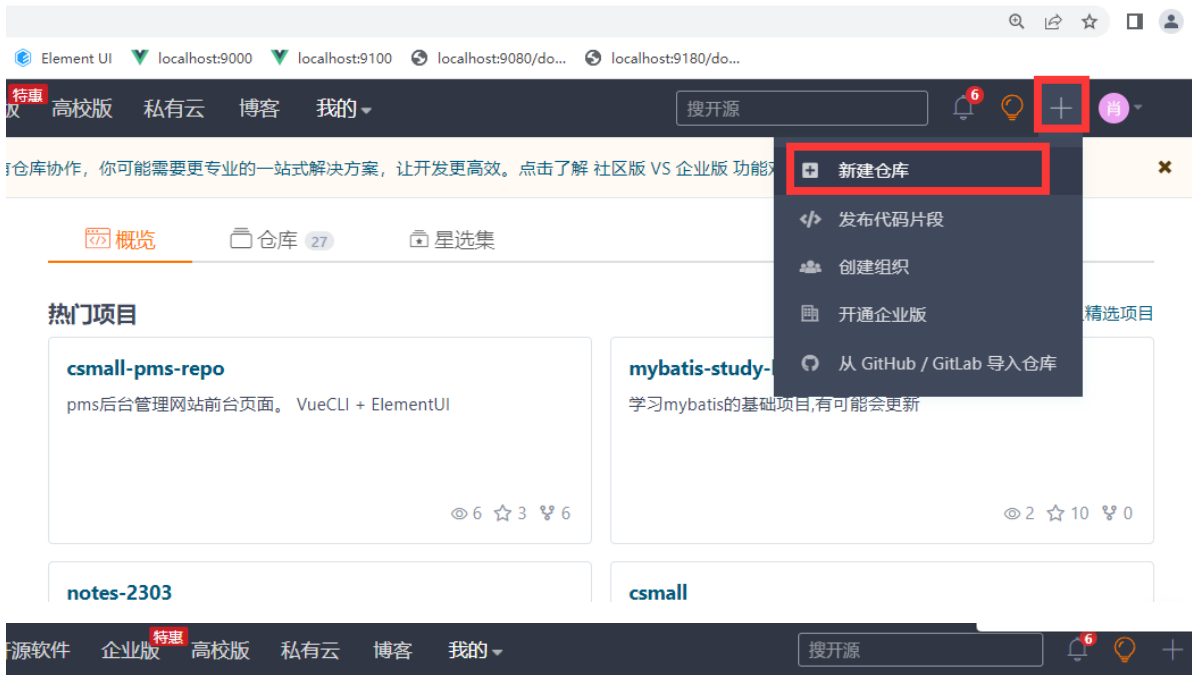 Element UI localhost:9000 localhost:9100 localhost:9080/do... localhost:9180/do...
特惠
版 高校版 私有云 博客 我的 搜开源 6 肖
仓库协作，你可能需要更专业的一站式解决方案，让开发更高效。点击了解 社区版 VS 企业版 功能对
新建仓库
发布代码片段
创建组织
开通企业版
从 GitHub / GitLab 导入仓库
概览 仓库 27 星选集
热门项目 精选项目
csmall-pms-repo
pms后台管理网站前台页面。 VueCLI + ElementUI
6 3 6
mybatis-study-
学习mybatis的基础项目,有可能会更新
2 10 0
notes-2303 csmall
特惠
源软件 企业版 高校版 私有云 博客 我的 搜开源 6